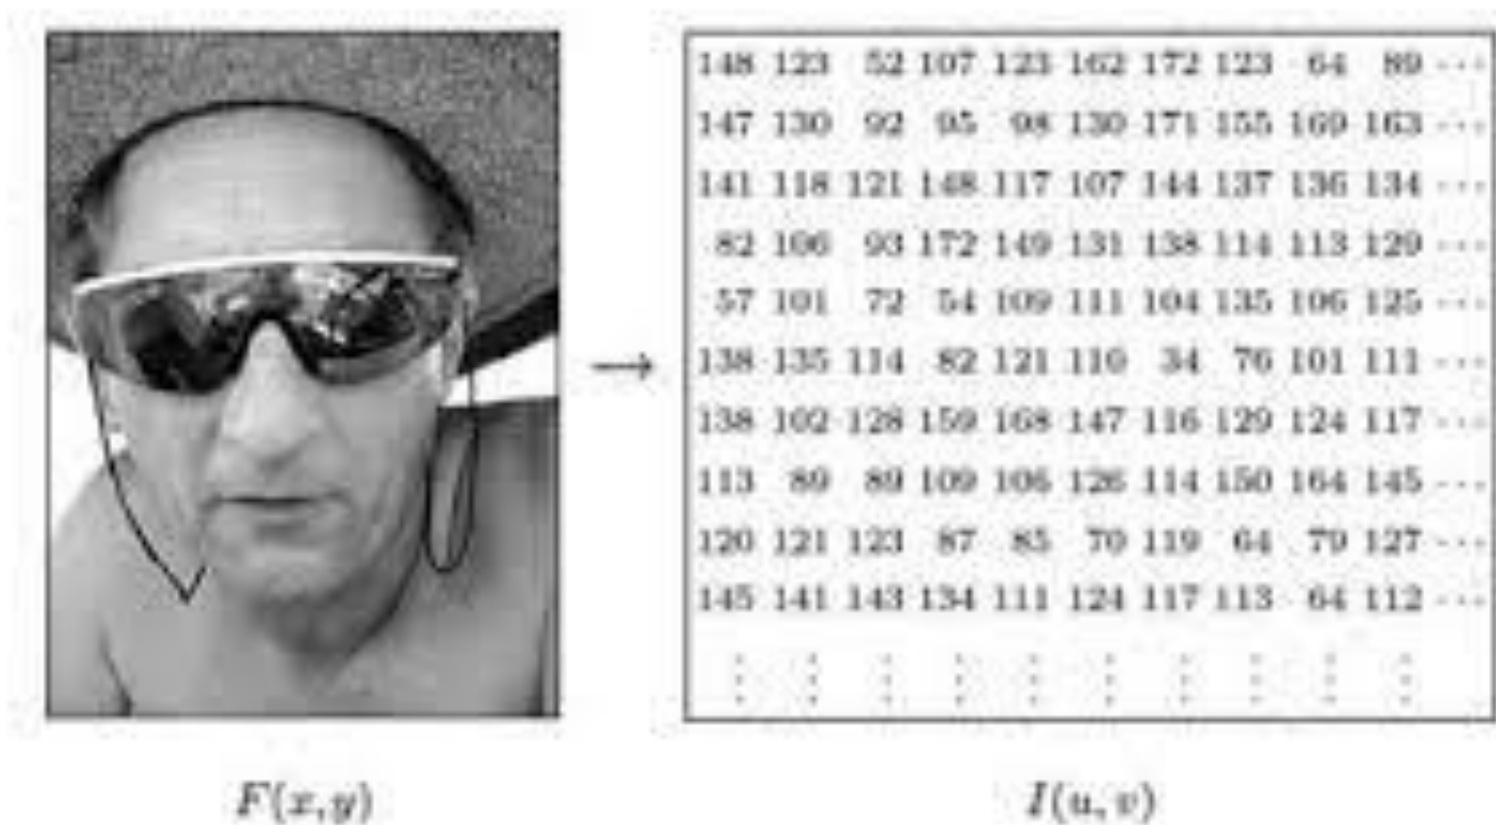 148 123 52 107 123 162 172 123 64 89 ···
147 130 92 95 98 130 171 155 169 163 ···
141 118 121 148 117 107 144 137 136 134 ···
82 106 93 172 149 131 138 114 113 129 ···
57 101 72 54 109 111 104 135 106 125 ···
138 135 114 82 121 110 34 76 101 111 ···
138 102 128 159 168 147 116 129 124 117 ···
113 89 89 109 106 126 114 150 164 145 ···
120 121 123 87 85 70 119 64 79 127 ···
145 141 143 134 111 124 117 113 64 112 ···
⋮ ⋮ ⋮ ⋮ ⋮ ⋮ ⋮ ⋮ ⋮ ⋮
→
F(x, y) I(u, v)